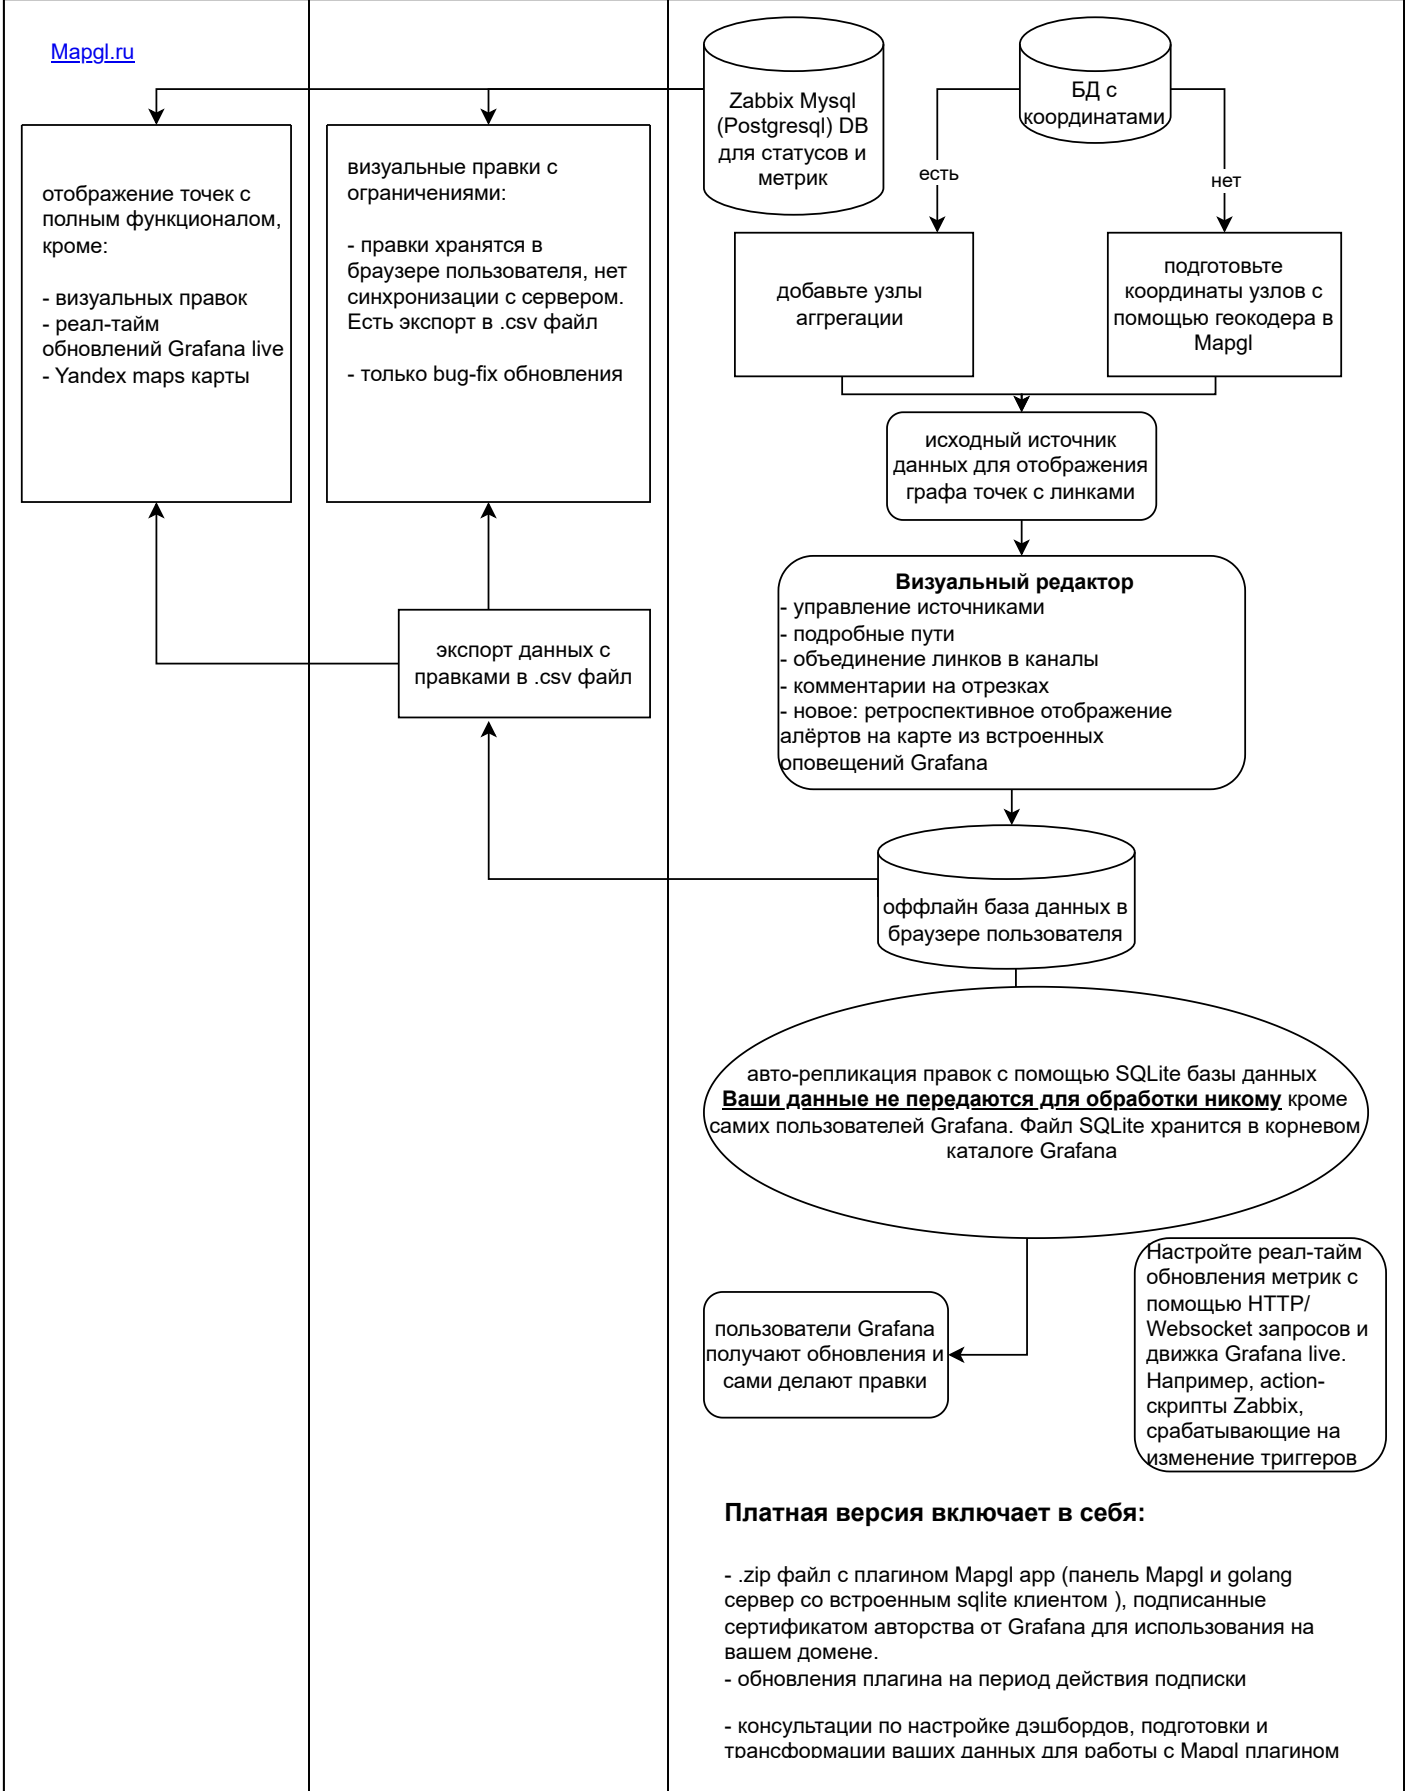 Mapgl.ru
отображение точек с
полным функционалом,
кроме:
- визуальных правок
- реал-тайм
обновлений Grafana live
- Yandex maps карты
визуальные правки с
ограничениями:
- правки хранятся в
браузере пользователя, нет
синхронизации с сервером.
Есть экспорт в .csv файл
- только bug-fix обновления
экспорт данных с
правками в .csv файл
Zabbix Mysql
(Postgresql) DB
для статусов и
метрик
БД с
координатами
есть
нет
добавьте узлы
аггрегации
подготовьте
координаты узлов с
помощью геокодера в
Mapgl
исходный источник
данных для отображения
графа точек с линками
Визуальный редактор
- управление источниками
- подробные пути
- объединение линков в каналы
- комментарии на отрезках
- новое: ретроспективное отображение
алёртов на карте из встроенных
оповещений Grafana
оффлайн база данных в
браузере пользователя
авто-репликация правок с помощью SQLite базы данных
Ваши данные не передаются для обработки никому кроме
самих пользователей Grafana. Файл SQLite хранится в корневом
каталоге Grafana
пользователи Grafana
получают обновления и
сами делают правки
Настройте реал-тайм
обновления метрик с
помощью HTTP/
Websocket запросов и
движка Grafana live.
Например, action-
скрипты Zabbix,
срабатывающие на
изменение триггеров
Платная версия включает в себя:
- .zip файл с плагином Mapgl app (панель Mapgl и golang
сервер со встроенным sqlite клиентом ), подписанные
сертификатом авторства от Grafana для использования на
вашем домене.
- обновления плагина на период действия подписки
- консультации по настройке дэшбордов, подготовки и
трансформации ваших данных для работы с Mapgl плагином